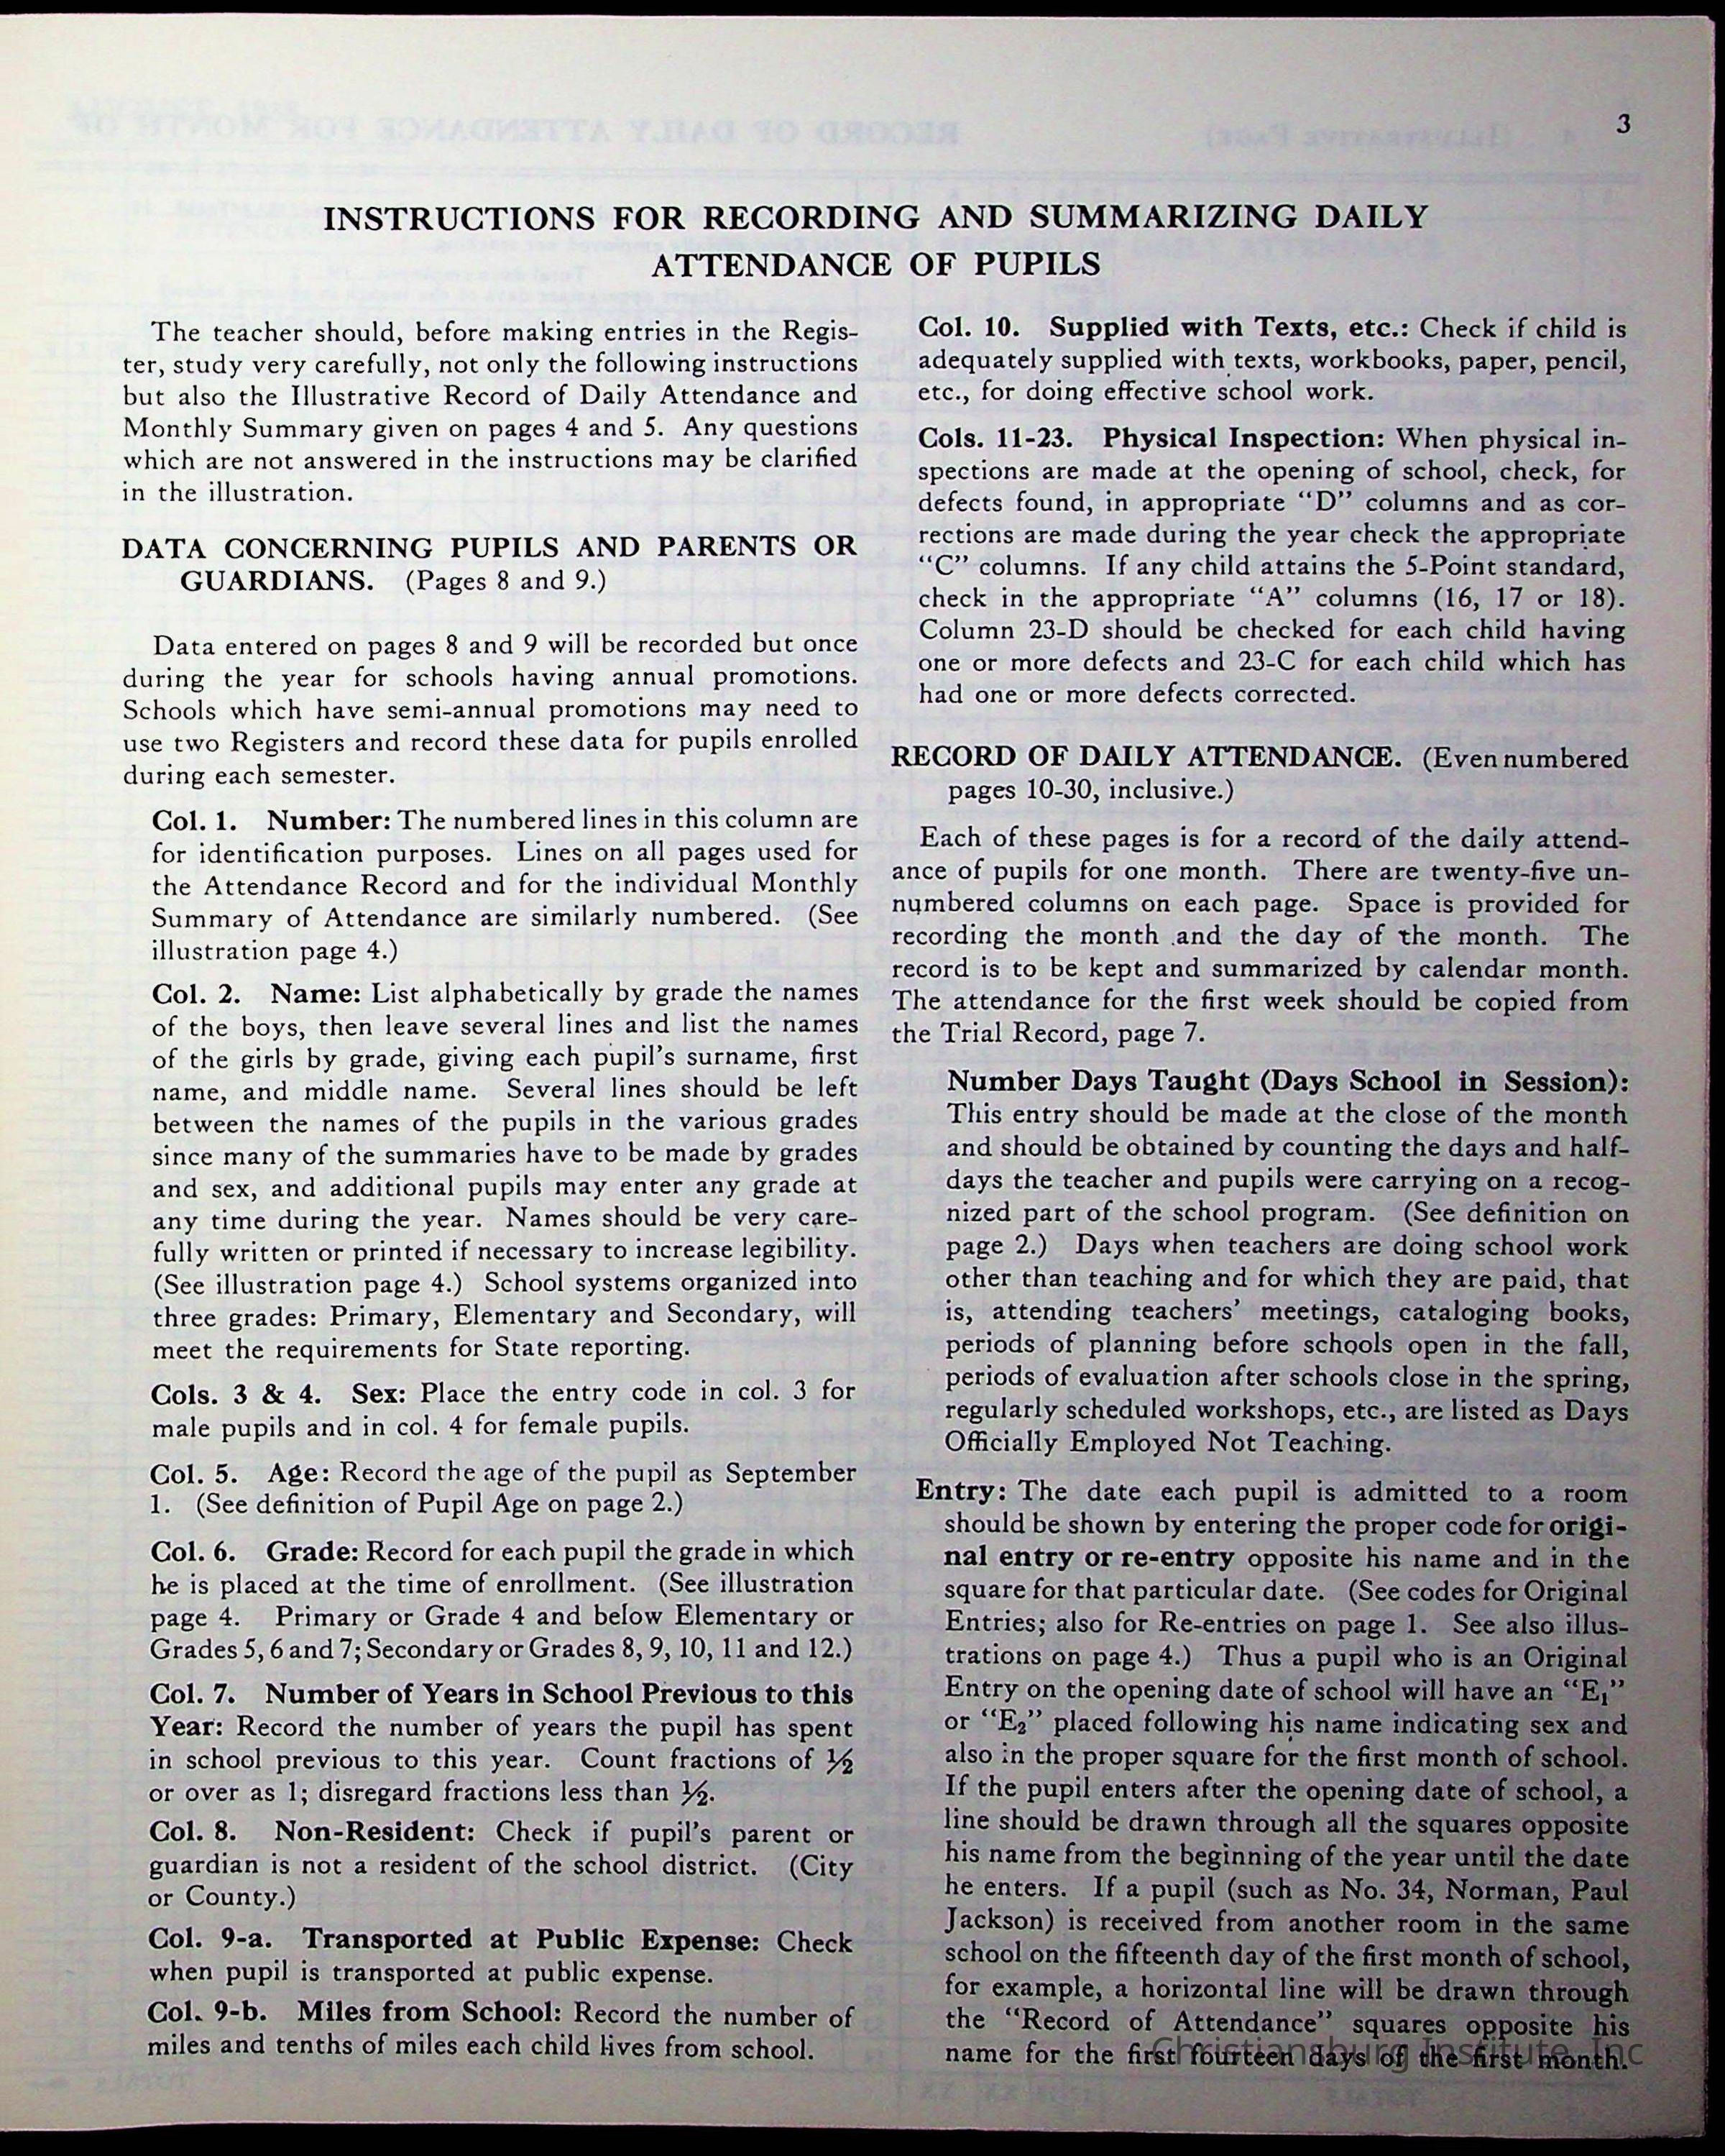 3
INSTRUCTIONS FOR RECORDING AND SUMMARIZING DAILY
ATTENDANCE OF PUPILS
The teacher should, before making entries in the Regis-
ter, study very carefully, not only the following instructions
but also the Illustrative Record of Daily Attendance and
Monthly Summary given on pages 4 and 5. Any questions
which are not answered in the instructions may be clarified
in the illustration.
DATA CONCERNING PUPILS AND PARENTS OR
GUARDIANS. (Pages 8 and 9.)
Data entered on pages 8 and 9 will be recorded but once
during the year for schools having annual promotions.
Schools which have semi-annual promotions may need to
use two Registers and record these data for pupils enrolled
during each semester.
Col. 1. Number: The numbered lines in this column are
for identification purposes. Lines on all pages used for
the Attendance Record and for the individual Monthly
Summary of Attendance are similarly numbered. (See
illustration page 4.)
Col. 2. Name: List alphabetically by grade the names
of the boys, then leave several lines and list the names
of the girls by grade, giving each pupil's surname, first
name, and middle name. Several lines should be left
between the names of the pupils in the various grades
since many of the summaries have to be made by grades
and sex, and additional pupils may enter any grade at
any time during the year. Names should be very care-
fully written or printed if necessary to increase legibility.
(See illustration page 4.) School systems organized into
three grades: Primary, Elementary and Secondary, will
meet the requirements for State reporting.
Cols. 3 & 4. Sex: Place the entry code in col. 3 for
male pupils and in col. 4 for female pupils.
Col. 5. Age: Record the age of the pupil as September
1. (See definition of Pupil Age on page 2.)
Col. 6. Grade: Record for each pupil the grade in which
he is placed at the time of enrollment. (See illustration
page 4. Primary or Grade 4 and below Elementary or
Grades 5, 6 and 7; Secondary or Grades 8, 9, 10, 11 and 12.)
Col. 7. Number of Years in School Previous to this
Year: Record the number of years the pupil has spent
in school previous to this year. Count fractions of ½
or over as 1; disregard fractions less than ½.
Col. 8. Non-Resident: Check if pupil's parent or
guardian is not a resident of the school district. (City
or County.)
Col. 9-a. Transported at Public Expense: Check
when pupil is transported at public expense.
Col. 9-b. Miles from School: Record the number of
miles and tenths of miles each child lives from school.
Col. 10. Supplied with Texts, etc.: Check if child is
adequately supplied with texts, workbooks, paper, pencil,
etc., for doing effective school work.
Cols. 11-23. Physical Inspection: When physical in-
spections are made at the opening of school, check, for
defects found, in appropriate "D" columns and as cor-
rections are made during the year check the appropriate
"C" columns. If any child attains the 5-Point standard,
check in the appropriate "A" columns (16, 17 or 18).
Column 23-D should be checked for each child having
one or more defects and 23-C for each child which has
had one or more defects corrected.
RECORD OF DAILY ATTENDANCE. (Even numbered
pages 10-30, inclusive.)
Each of these pages is for a record of the daily attend-
ance of pupils for one month. There are twenty-five un-
numbered columns on each page. Space is provided for
recording the month and the day of the month. The
record is to be kept and summarized by calendar month.
The attendance for the first week should be copied from
the Trial Record, page 7.
Number Days Taught (Days School in Session):
This entry should be made at the close of the month
and should be obtained by counting the days and half-
days the teacher and pupils were carrying on a recog-
nized part of the school program. (See definition on
page 2.) Days when teachers are doing school work
other than teaching and for which they are paid, that
is, attending teachers' meetings, cataloging books,
periods of planning before schools open in the fall,
periods of evaluation after schools close in the spring,
regularly scheduled workshops, etc., are listed as Days
Officially Employed Not Teaching.
Entry: The date each pupil is admitted to a room
should be shown by entering the proper code for origi-
nal entry or re-entry opposite his name and in the
square for that particular date. (See codes for Original
Entries; also for Re-entries on page 1. See also illus-
trations on page 4.) Thus a pupil who is an Original
Entry on the opening date of school will have an "E₁"
or "E₂" placed following his name indicating sex and
also in the proper square for the first month of school.
If the pupil enters after the opening date of school, a
line should be drawn through all the squares opposite
his name from the beginning of the year until the date
he enters. If a pupil (such as No. 34, Norman, Paul
Jackson) is received from another room in the same
school on the fifteenth day of the first month of school,
for example, a horizontal line will be drawn through
the "Record of Attendance" squares opposite his
name for the first fourteen days of the first month.
Christiansburg Institute, Inc